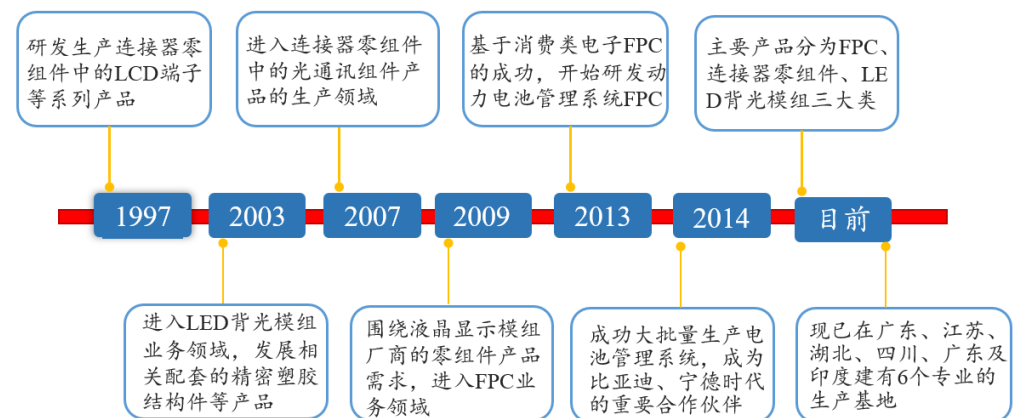 研发生产连接器零
组件中的LCD端子
等系列产品
进入连接器零组件
中的光通讯组件产
品的生产领域
基于消费类电子FPC
的成功，开始研发动
力电池管理系统FPC
主要产品分为FPC、
连接器零组件、LE
D背光模组三大类
1997
2003
2007
2009
2013
2014
目前
进入LED背光模组
业务领域，发展相
关配套的精密塑胶
结构件等产品
围绕液晶显示模组
厂商的零组件产品
需求，进入FPC业
务领域
成功大批量生产电
池管理系统，成为
比亚迪、宁德时代
的重要合作伙伴
现已在广东、江苏、
湖北、四川、广东及
印度建有6个专业的
生产基地